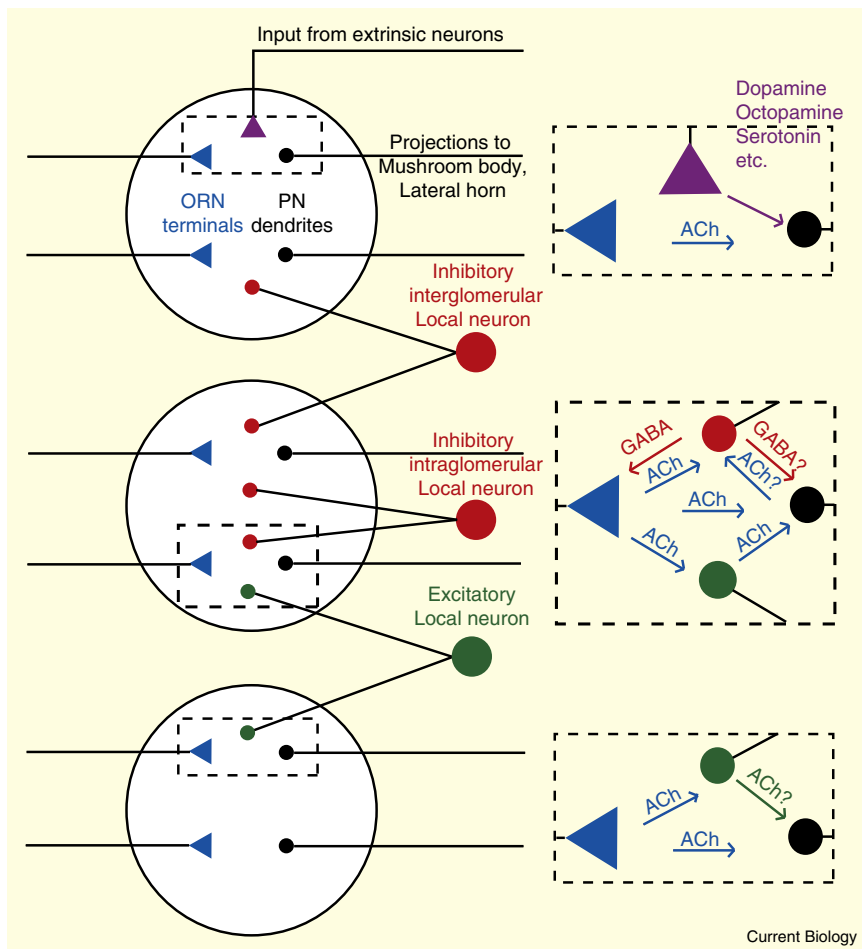 Input from extrinsic neurons
Projections to
Mushroom body,
Lateral horn
ORN
terminals
PN
dendrites
Inhibitory
interglomerular
Local neuron
Inhibitory
intraglomerular
Local neuron
Excitatory
Local neuron
Dopamine
Octopamine
Serotonin
etc.
ACh
GABA
GABA?
ACh
ACh?
ACh
ACh
ACh
ACh
ACh?
ACh
Current Biology